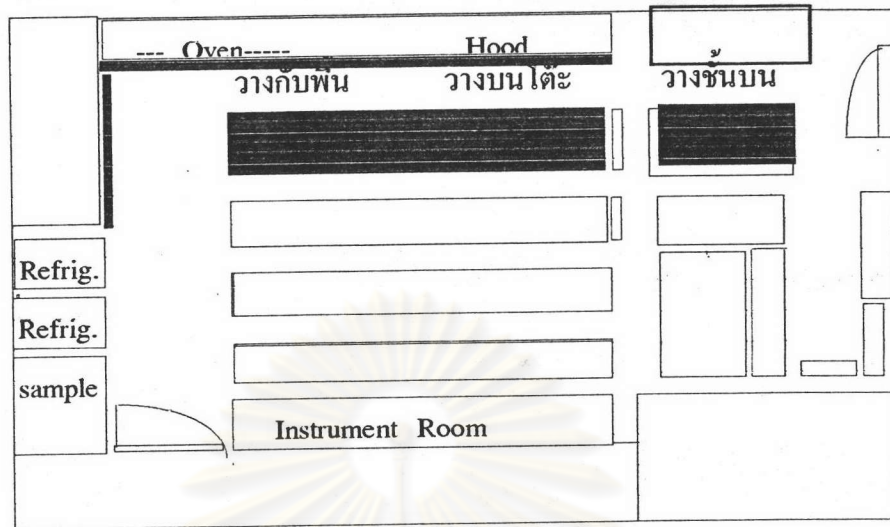 --- Oven----- Hood
วางกับพื้น วางบนโต๊ะ วางชั้นบน
Refrig.
Refrig.
sample
Instrument Room